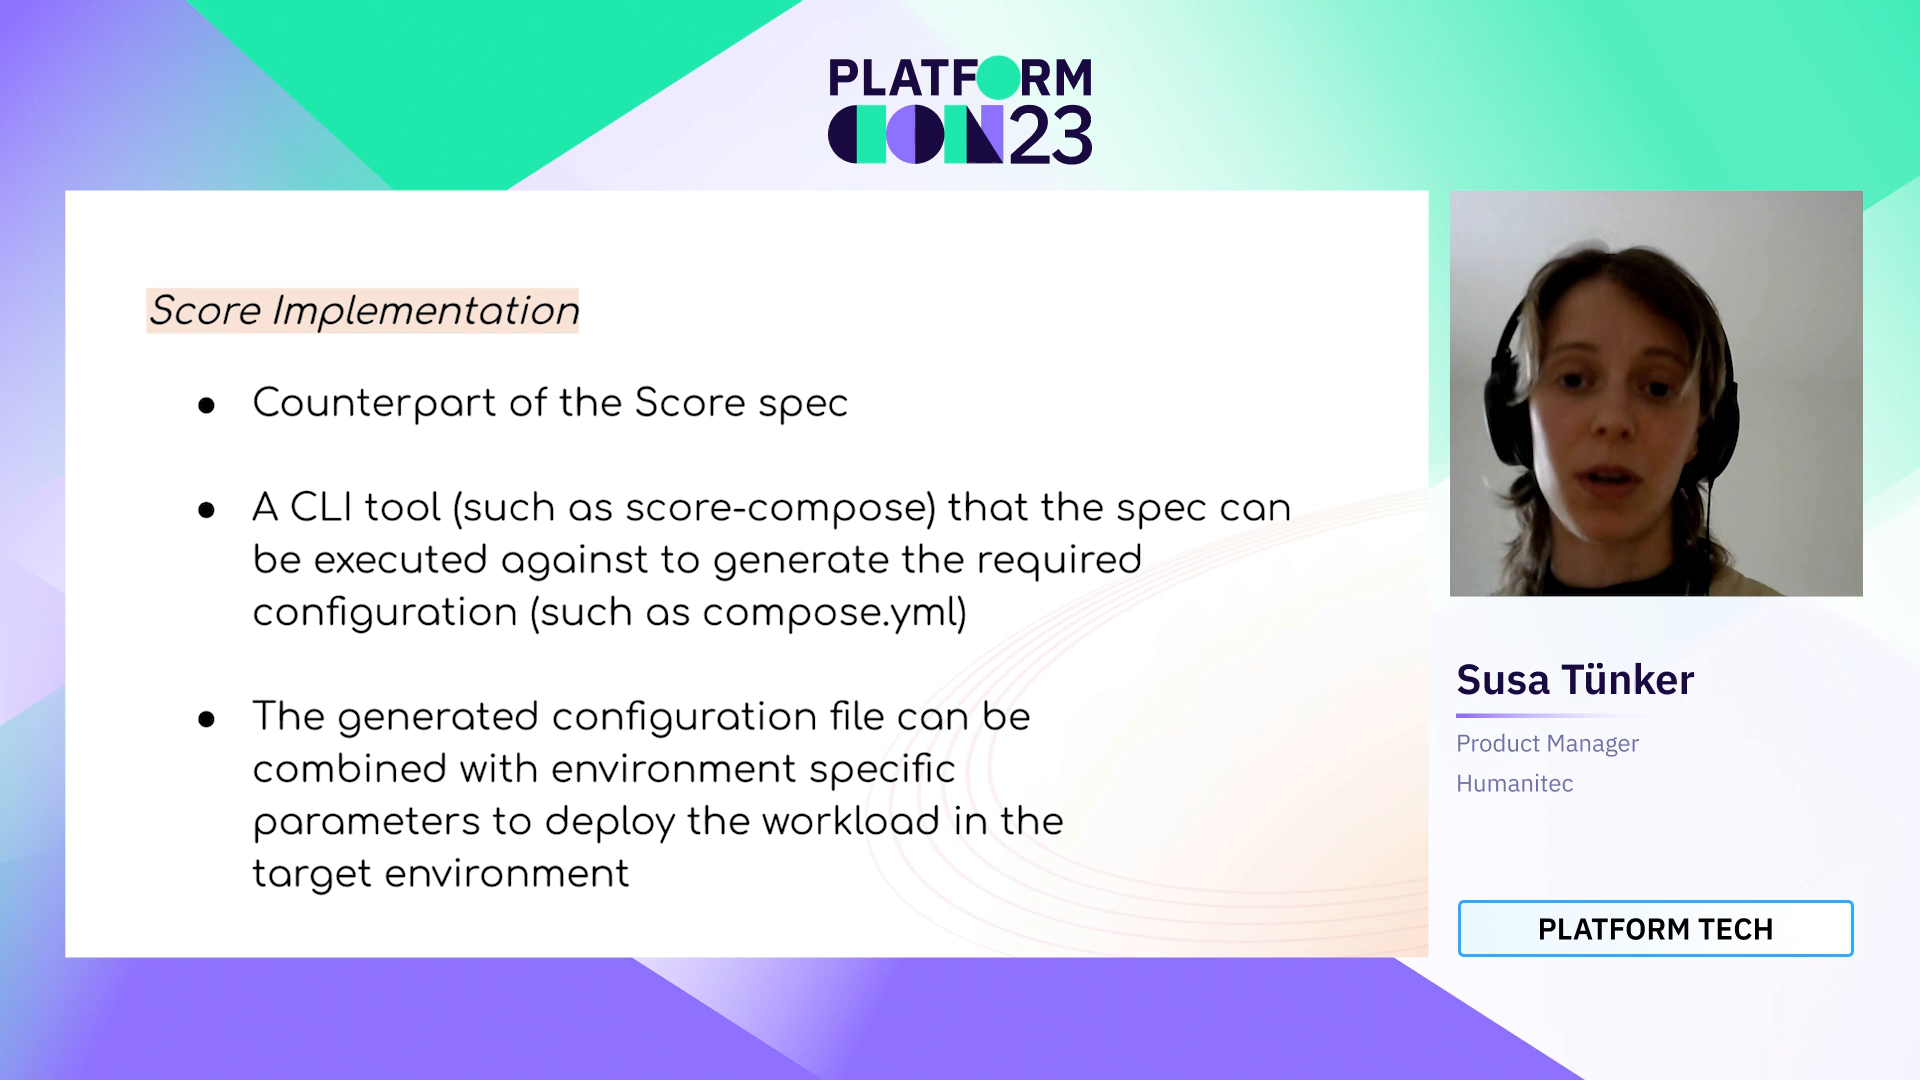 PLATFORM
CON23
Score Implementation
● Counterpart of the Score spec
● A CLI tool (such as score-compose) that the spec can
be executed against to generate the required
configuration (such as compose.yml)
● The generated configuration file can be
combined with environment specific
parameters to deploy the workload in the
target environment
Susa Tünker
Product Manager
Humanitec
PLATFORM TECH